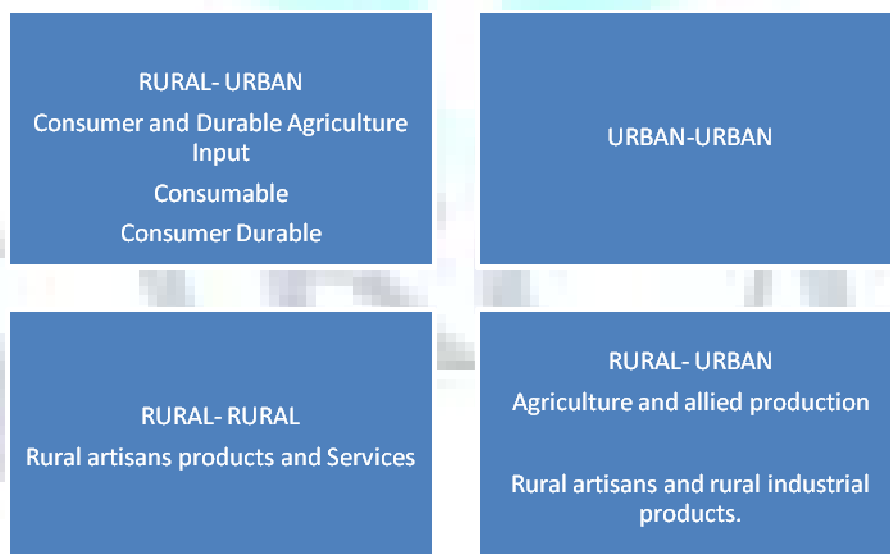 RURAL- URBAN
Consumer and Durable Agriculture
Input
Consumable
Consumer Durable
URBAN-URBAN
RURAL- RURAL
Rural artisans products and Services
RURAL- URBAN
Agriculture and allied production
Rural artisans and rural industrial
products.